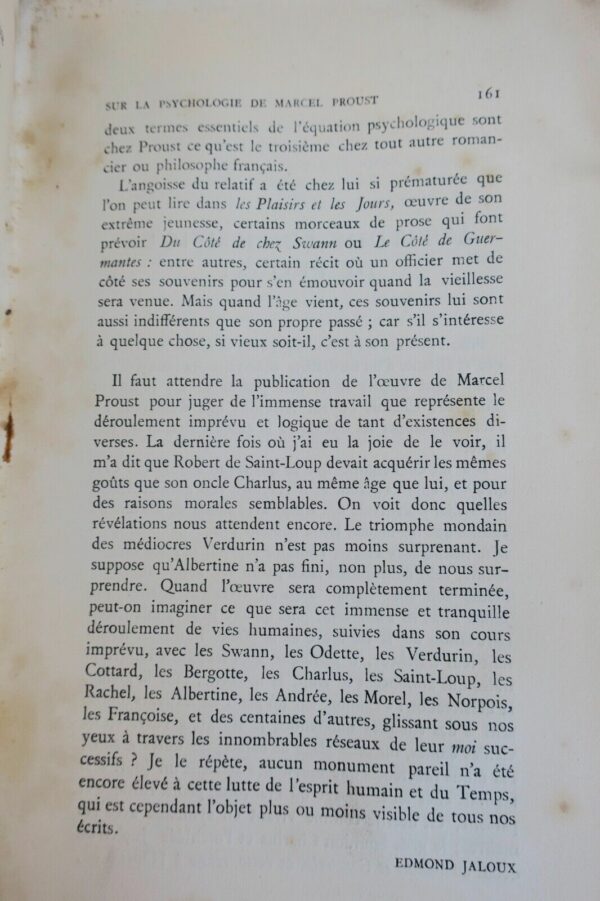 SUR LA PSYCHOLOGIE DE MARCEL PROUST 161
deux termes essentiels de l'équation psychologique sont
chez Proust ce qu'est le troisième chez tout autre roman-
cier ou philosophe français.
L'angoisse du relatif a été chez lui si prématurée que
l'on peut lire dans les Plaisirs et les Jours, œuvre de son
extrême jeunesse, certains morceaux de prose qui font
prévoir Du Côté de chez Swann ou Le Côté de Guer-
mantes : entre autres, certain récit où un officier met de
côté ses souvenirs pour s'en émouvoir quand la vieillesse
sera venue. Mais quand l'âge vient, ces souvenirs lui sont
aussi indifférents que son propre passé ; car s'il s'intéresse
à quelque chose, si vieux soit-il, c'est à son présent.
Il faut attendre la publication de l'œuvre de Marcel
Proust pour juger de l'immense travail que représente le
déroulement imprévu et logique de tant d'existences di-
verses. La dernière fois où j'ai eu la joie de le voir, il
m'a dit que Robert de Saint-Loup devait acquérir les mêmes
goûts que son oncle Charlus, au même âge que lui, et pour
des raisons morales semblables. On voit donc quelles
révélations nous attendent encore. Le triomphe mondain
des médiocres Verdurin n'est pas moins surprenant. Je
suppose qu'Albertine n'a pas fini, non plus, de nous sur-
prendre. Quand l'œuvre sera complètement terminée,
peut-on imaginer ce que sera cet immense et tranquille
déroulement de vies humaines, suivies dans son cours
imprévu, avec les Swann, les Odette, les Verdurin, les
Cottard, les Bergotte, les Charlus, les Saint-Loup, les
Rachel, les Albertine, les Andrée, les Morel, les Norpois,
les Françoise, et des centaines d'autres, glissant sous nos
yeux à travers les innombrables réseaux de leur moi suc-
cessifs ? Je le répète, aucun monument pareil n'a été
encore élevé à cette lutte de l'esprit humain et du Temps,
qui est cependant l'objet plus ou moins visible de tous nos
écrits.
EDMOND JALOUX